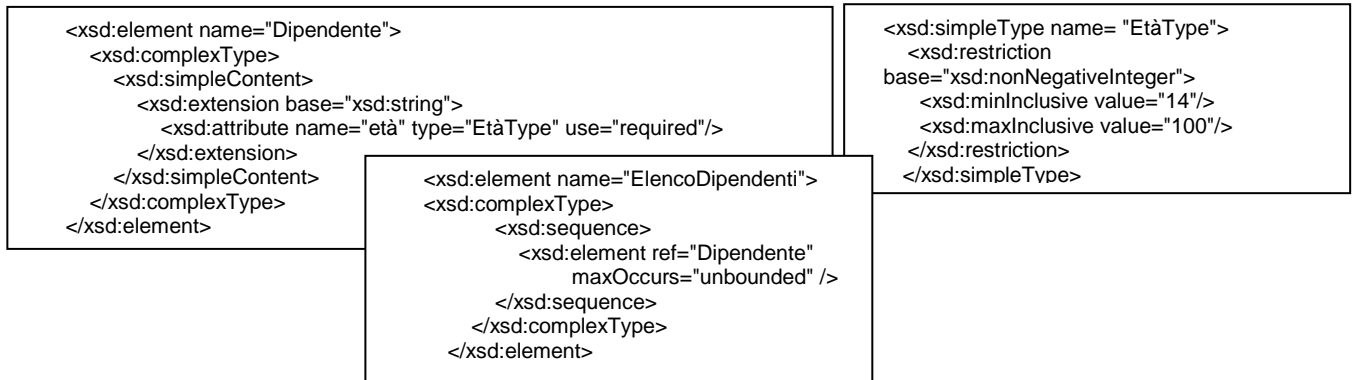 <xsd:element name="Dipendente">
<xsd:complexType>
<xsd:simpleContent>
<xsd:extension base="xsd:string">
<xsd:attribute name="età" type="EtàType" use="required"/>
</xsd:extension>
</xsd:simpleContent>
</xsd:complexType>
</xsd:element>
<xsd:simpleType name= "EtàType">
<xsd:restriction
base="xsd:nonNegativeInteger">
<xsd:minInclusive value="14"/>
<xsd:maxInclusive value="100"/>
</xsd:restriction>
</xsd:simpleType>
<xsd:element name="ElencoDipendenti">
<xsd:complexType>
<xsd:sequence>
<xsd:element ref="Dipendente"
maxOccurs="unbounded" />
</xsd:sequence>
</xsd:complexType>
</xsd:element>